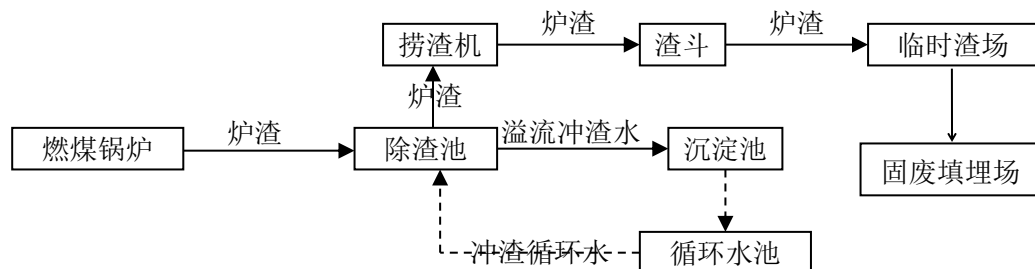 捞渣机
炉渣
渣斗
炉渣
临时渣场
炉渣
燃煤锅炉
炉渣
除渣池
溢流冲渣水
沉淀池
固废填埋场
冲渣循环水
循环水池